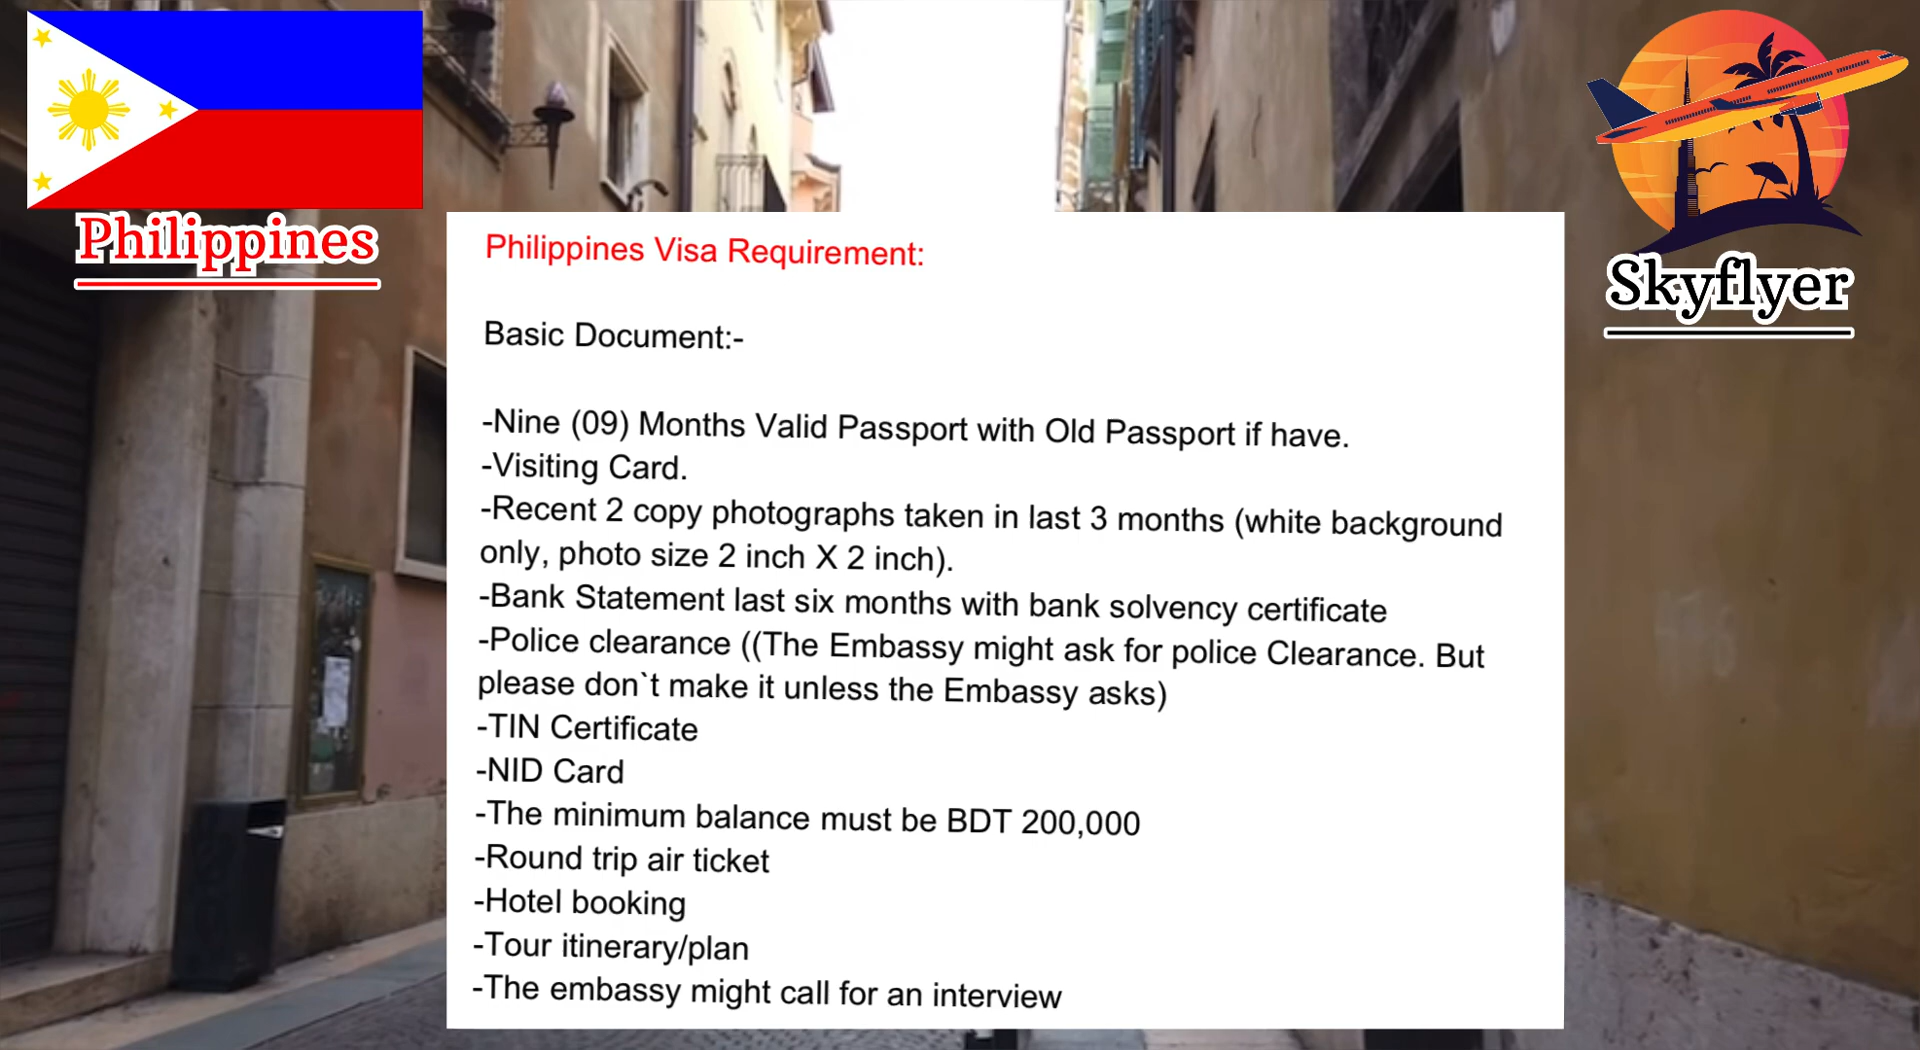 Philippines
Skyflyer
Philippines Visa Requirement:
Basic Document:-
-Nine (09) Months Valid Passport with Old Passport if have.
-Visiting Card.
-Recent 2 copy photographs taken in last 3 months (white background
only, photo size 2 inch X 2 inch).
-Bank Statement last six months with bank solvency certificate
-Police clearance ((The Embassy might ask for police Clearance. But
please don`t make it unless the Embassy asks)
-TIN Certificate
-NID Card
-The minimum balance must be BDT 200,000
-Round trip air ticket
-Hotel booking
-Tour itinerary/plan
-The embassy might call for an interview